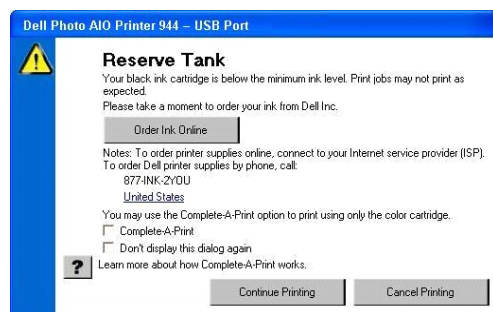 Dell Photo AIO Printer 944 – USB Port
Reserve Tank
Your black ink cartridge is below the minimum ink level. Print jobs may not print as
expected.
Please take a moment to order your ink from Dell Inc.
Order Ink Online
Notes: To order printer supplies online, connect to your Internet service provider (ISP).
To order Dell printer supplies by phone, call:
877-INK-2YOU
United States
You may use the Complete-A-Print option to print using only the color cartridge.
Complete-A-Print
Don't display this dialog again
? Learn more about how Complete-A-Print works.
Continue Printing
Cancel Printing